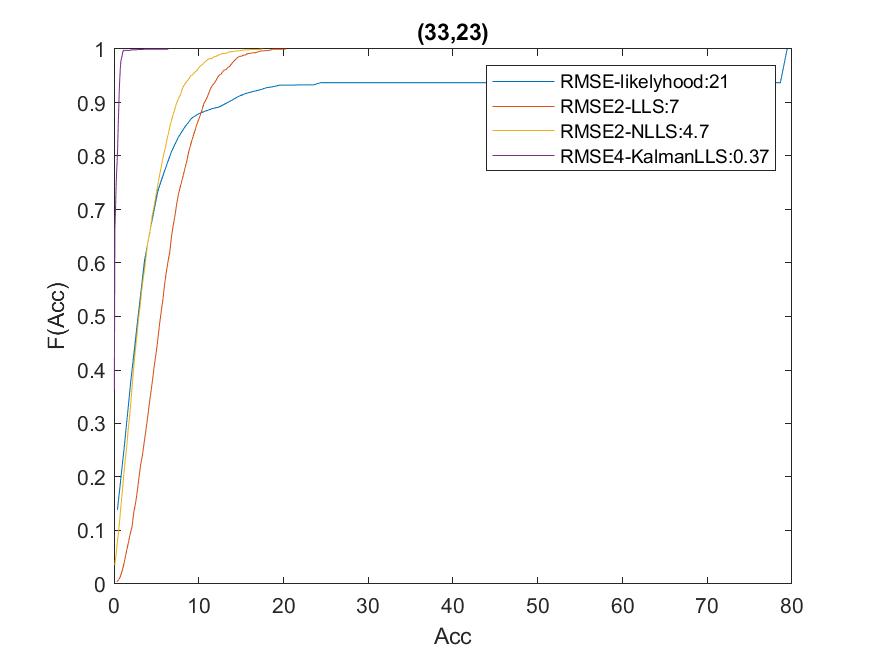 (33,23)
1
0.9
0.8
0.7
0.6
0.5
0.4
0.3
0.2
0.1
0
F(Acc)
RMSE-likelyhood:21
RMSE2-LLS:7
RMSE2-NLLS:4.7
RMSE4-KalmanLLS:0.37
0 10 20 30 40 50 60 70 80
Acc